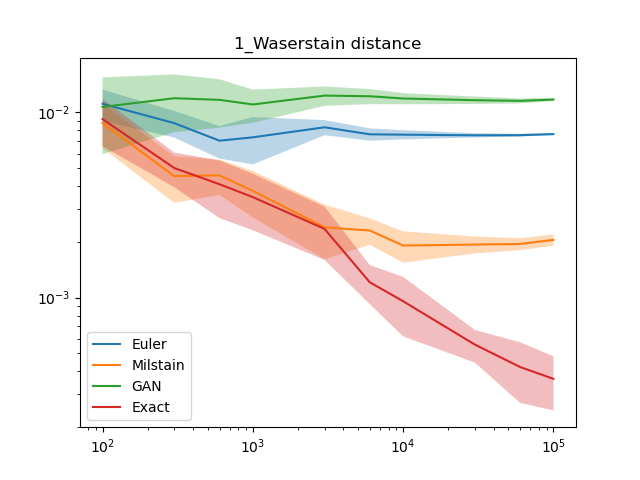 1_Waserstain distance
10⁻²
10⁻³
Euler
Milstain
GAN
Exact
10² 10³ 10⁴ 10⁵